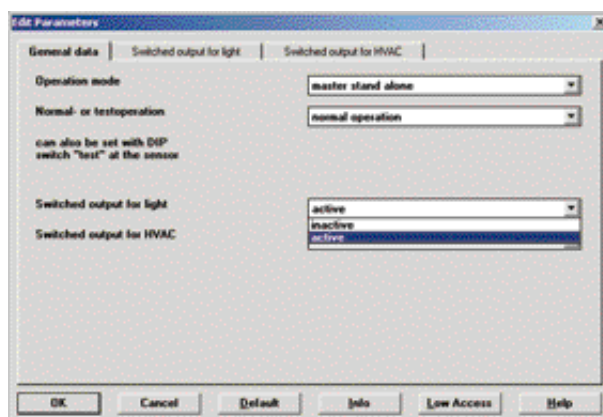 Edit Parameters
General data
Switched output for light
Switched output for HVAC
Operation mode
master stand alone
Normal- or testoperation
normal operation
can also be set with DIP
switch "test" at the sensor
Switched output for light
active
inactive
active
Switched output for HVAC
OK
Cancel
Default
Info
Low Access
Help